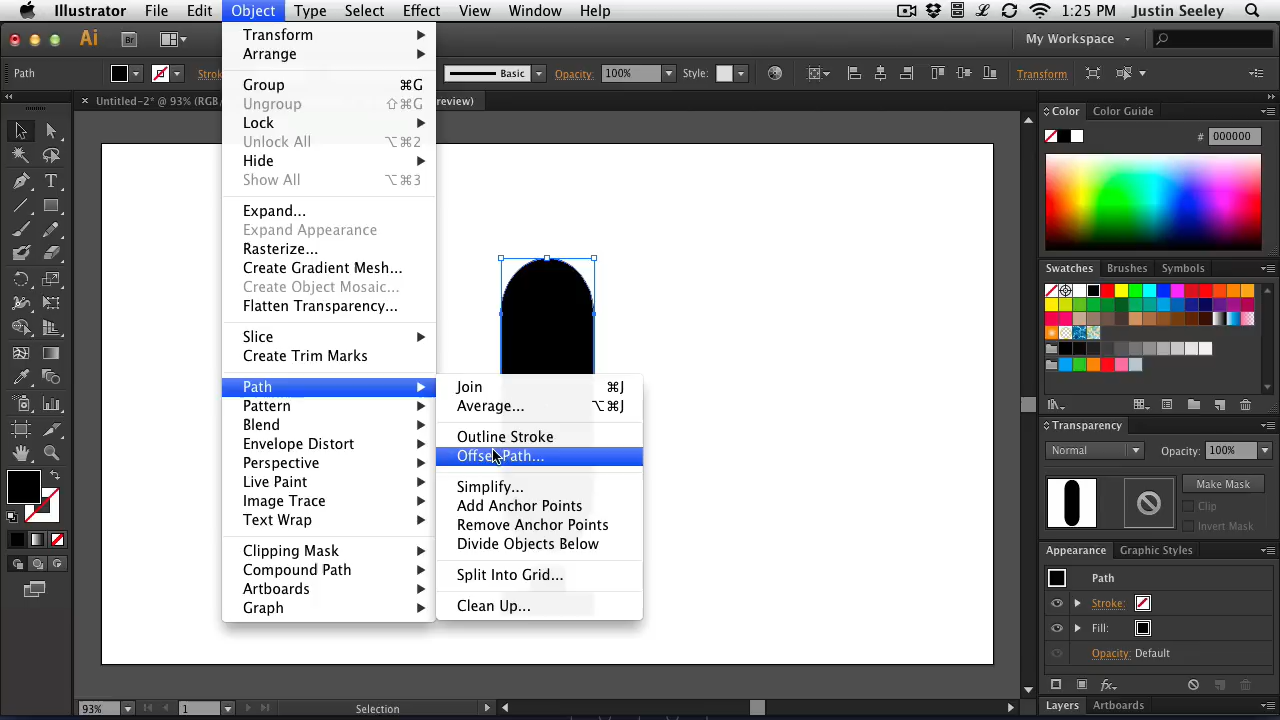 Illustrator File Edit Object Type Select Effect View Window Help 1:25 PM Justin Seeley
Ai Br My Workspace
Path Basic Opacity: 100% Style: Transform
Untitled-2* @ 93% (RGB/ review)
Transform
Arrange
Group ⌘G
Ungroup ⇧⌘G
Lock
Unlock All ⌥⌘2
Hide
Show All ⌥⌘3
Expand...
Expand Appearance
Rasterize...
Create Gradient Mesh...
Create Object Mosaic...
Flatten Transparency...
Slice
Create Trim Marks
Path
Pattern
Blend
Envelope Distort
Perspective
Live Paint
Image Trace
Text Wrap
Clipping Mask
Compound Path
Artboards
Graph
Join ⌘J
Average... ⌥⌘J
Outline Stroke
Offset Path...
Simplify...
Add Anchor Points
Remove Anchor Points
Divide Objects Below
Split Into Grid...
Clean Up...
Color Color Guide
# 000000
Swatches Brushes Symbols
Transparency
Normal Opacity: 100%
Make Mask
Clip
Invert Mask
Appearance Graphic Styles
Path
Stroke:
Fill:
Opacity: Default
fx
Layers Artboards
93% 1 Selection